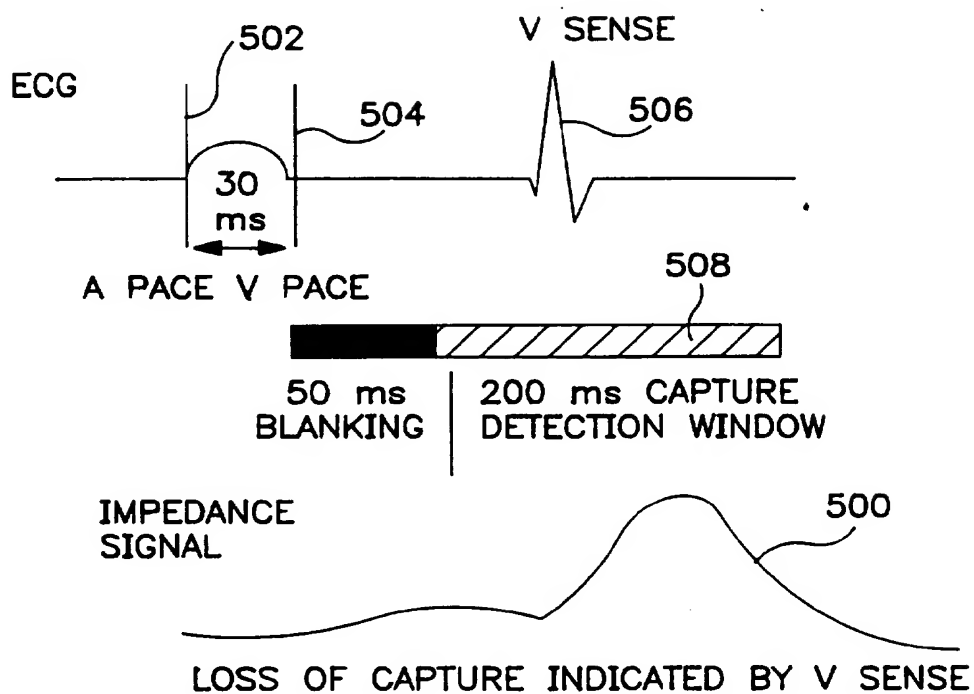 502
V SENSE
ECG
504
506
30
ms
A PACE V PACE
508
50 ms
BLANKING
200 ms CAPTURE
DETECTION WINDOW
IMPEDANCE
SIGNAL
500
LOSS OF CAPTURE INDICATED BY V SENSE